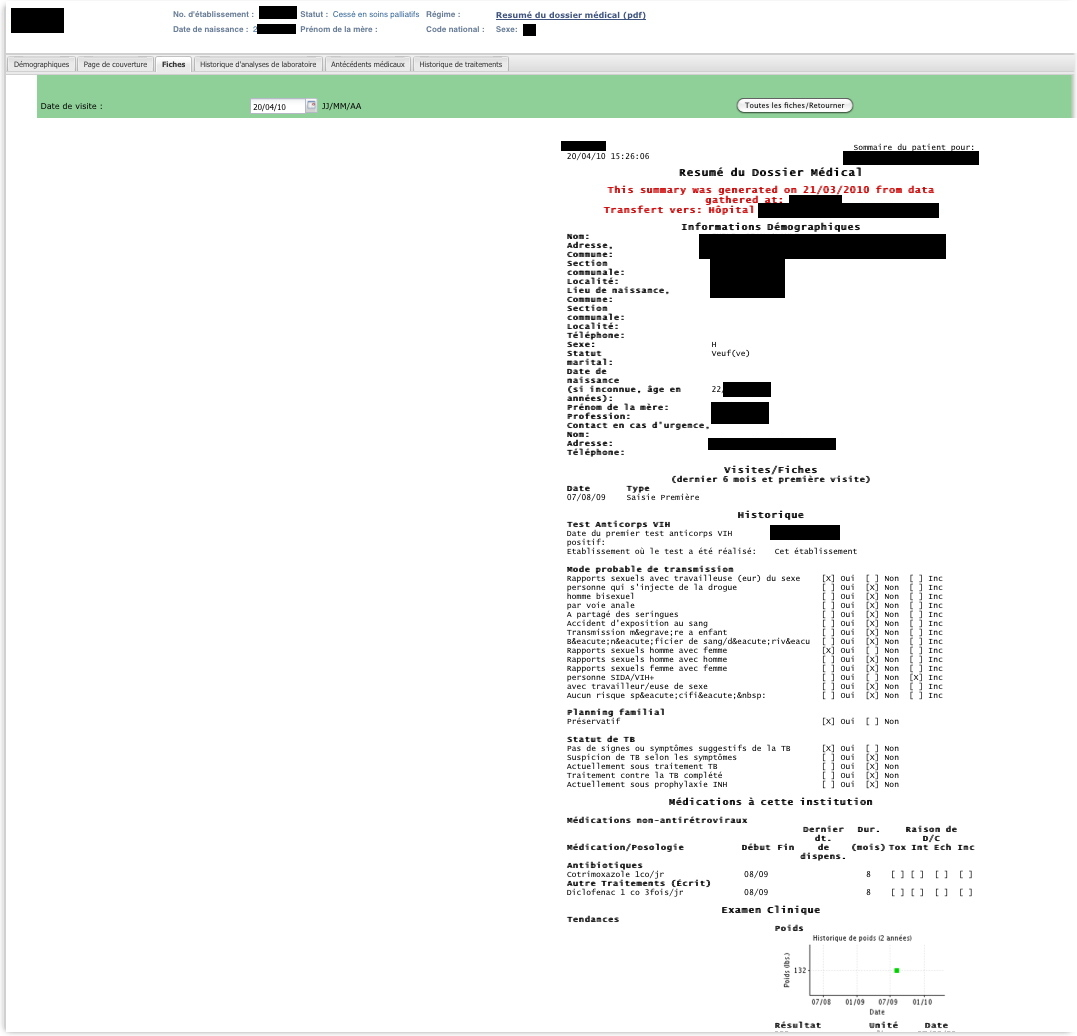 No. d'établissement : Statut : Cessé en soins palliatifs Régime : Resumé du dossier médical (pdf)
Date de naissance : 2 Prénom de la mère : Code national : Sexe:
Démographiques Page de couverture Fiches Historique d'analyses de laboratoire Antécédents médicaux Historique de traitements
Date de visite : 20/04/10 JJ/MM/AA Toutes les fiches/Retourner
Sommaire du patient pour:
20/04/10 15:26:06
Resumé du Dossier Médical
This summary was generated on 21/03/2010 from data
gathered at:
Transfert vers: Hôpital
Informations Démographiques
Nom:
Adresse,
Commune:
Section
communale:
Localité:
Lieu de naissance,
Commune:
Section
communale:
Localité:
Téléphone:
Sexe: H
Statut Veuf(ve)
marital:
Date de
naissance
(si inconnue, âge en 22/
années):
Prénom de la mère:
Profession:
Contact en cas d'urgence,
Nom:
Adresse:
Téléphone:
Visites/Fiches
(dernier 6 mois et première visite)
Date Type
07/08/09 Saisie Première
Historique
Test Anticorps VIH
Date du premier test anticorps VIH
positif:
Etablissement où le test a été réalisé: Cet établissement
Mode probable de transmission
Rapports sexuels avec travailleuse (eur) du sexe [X] Oui [ ] Non [ ] Inc
personne qui s'injecte de la drogue [ ] Oui [X] Non [ ] Inc
homme bisexuel [ ] Oui [X] Non [ ] Inc
par voie anale [ ] Oui [X] Non [ ] Inc
A partagé des seringues [ ] Oui [X] Non [ ] Inc
Accident d'exposition au sang [ ] Oui [X] Non [ ] Inc
Transmission m&egrave;re a enfant [ ] Oui [X] Non [ ] Inc
B&eacute;n&eacute;ficier de sang/d&eacute;riv&eacu [ ] Oui [X] Non [ ] Inc
Rapports sexuels homme avec femme [X] Oui [ ] Non [ ] Inc
Rapports sexuels homme avec homme [ ] Oui [X] Non [ ] Inc
Rapports sexuels femme avec femme [ ] Oui [X] Non [ ] Inc
personne SIDA/VIH+ [ ] Oui [ ] Non [X] Inc
avec travailleur/euse de sexe [ ] Oui [X] Non [ ] Inc
Aucun risque sp&eacute;cifi&eacute;&nbsp: [ ] Oui [X] Non [ ] Inc
Planning familial
Préservatif [X] Oui [ ] Non
Statut de TB
Pas de signes ou symptômes suggestifs de la TB [X] Oui [ ] Non
Suspicion de TB selon les symptômes [ ] Oui [X] Non
Actuellement sous traitement TB [ ] Oui [X] Non
Traitement contre la TB complété [ ] Oui [X] Non
Actuellement sous prophylaxie INH [ ] Oui [X] Non
Médications à cette institution
Médications non-antirétroviraux
Dernier Dur. Raison de
dt. D/C
Médication/Posologie Début Fin de (mois) Tox Int Ech Inc
dispens.
Antibiotiques
Cotrimoxazole 1co/jr 08/09 8 [ ] [ ] [ ] [ ]
Autre Traitements (Écrit)
Diclofenac 1 co 3fois/jr 08/09 8 [ ] [ ] [ ] [ ]
Examen Clinique
Tendances
Poids
Historique de poids (2 années)
Poids (lbs.)
132
07/08 01/09 07/09 01/10
Date
Résultat Unité Date